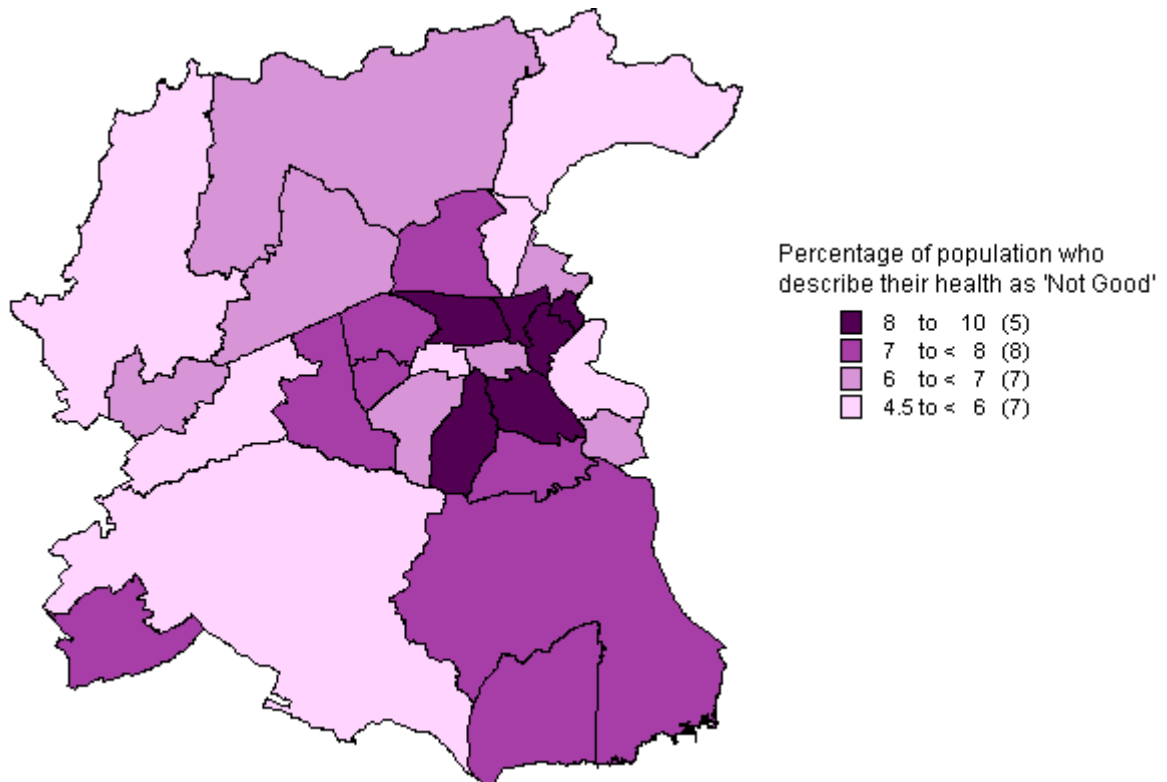 Percentage of population who
describe their health as 'Not Good'
8 to 10 (5)
7 to < 8 (8)
6 to < 7 (7)
4.5 to < 6 (7)